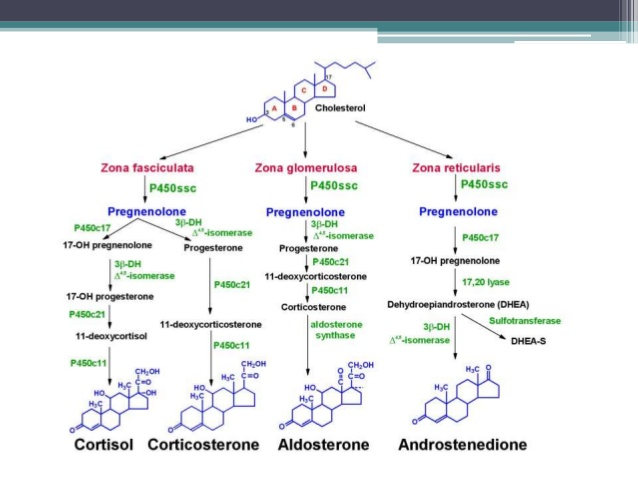 17
C D
A B
HO
3
5
6
Cholesterol
Zona fasciculata
P450ssc
Pregnenolone
P450c17
3β-DH
Δ⁴,⁵-isomerase
17-OH pregnenolone
Progesterone
3β-DH
Δ⁴,⁵-isomerase
P450c21
17-OH progesterone
P450c21
11-deoxycortisol
11-deoxycorticosterone
P450c11
P450c11
CH₂OH
C=O
H₃C
HO
OH
H₃C
O
Cortisol
CH₂OH
C=O
H₃C
HO
H₃C
O
Corticosterone
Zona glomerulosa
P450ssc
Pregnenolone
3β-DH
Δ⁴,⁵-isomerase
Progesterone
P450c21
11-deoxycorticosterone
P450c11
Corticosterone
aldosterone
synthase
CH₂OH
O
C
C=O
HO
H₃C
O
Aldosterone
Zona reticularis
P450ssc
Pregnenolone
P450c17
17-OH pregnenolone
17,20 lyase
Dehydroepiandrosterone (DHEA)
Sulfotransferase
3β-DH
Δ⁴,⁵-isomerase
DHEA-S
H₃C
O
H₃C
O
Androstenedione